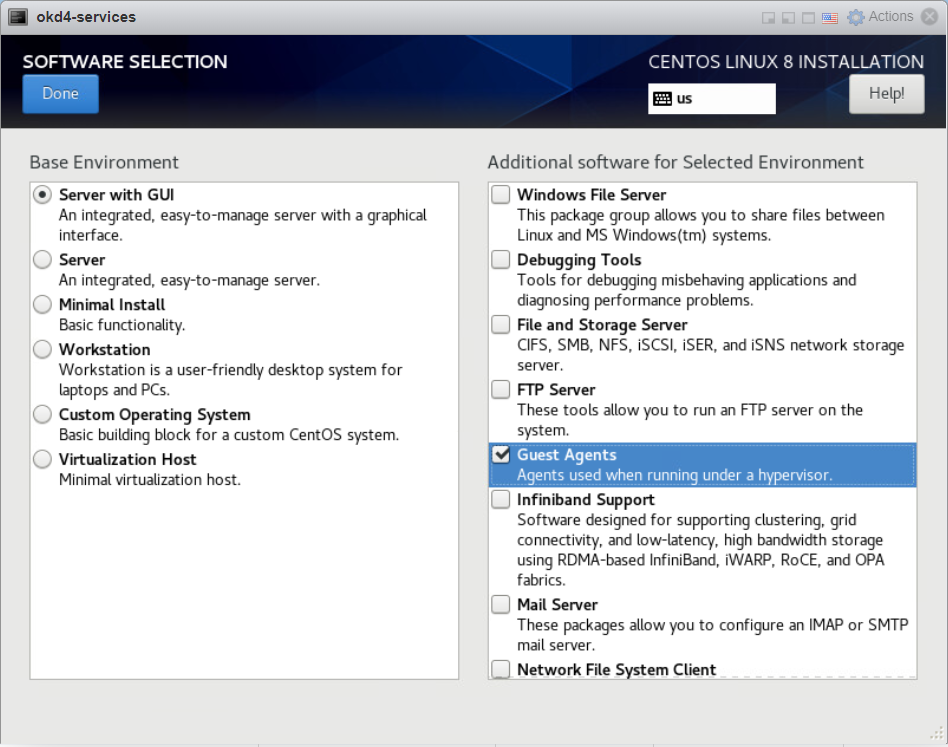 okd4-services
Actions
SOFTWARE SELECTION
CENTOS LINUX 8 INSTALLATION
Done
us
Help!
Base Environment
Server with GUI
An integrated, easy-to-manage server with a graphical
interface.
Server
An integrated, easy-to-manage server.
Minimal Install
Basic functionality.
Workstation
Workstation is a user-friendly desktop system for
laptops and PCs.
Custom Operating System
Basic building block for a custom CentOS system.
Virtualization Host
Minimal virtualization host.
Additional software for Selected Environment
Windows File Server
This package group allows you to share files between
Linux and MS Windows(tm) systems.
Debugging Tools
Tools for debugging misbehaving applications and
diagnosing performance problems.
File and Storage Server
CIFS, SMB, NFS, iSCSI, iSER, and iSNS network storage
server.
FTP Server
These tools allow you to run an FTP server on the
system.
Guest Agents
Agents used when running under a hypervisor.
Infiniband Support
Software designed for supporting clustering, grid
connectivity, and low-latency, high bandwidth storage
using RDMA-based InfiniBand, iWARP, RoCE, and OPA
fabrics.
Mail Server
These packages allow you to configure an IMAP or SMTP
mail server.
Network File System Client